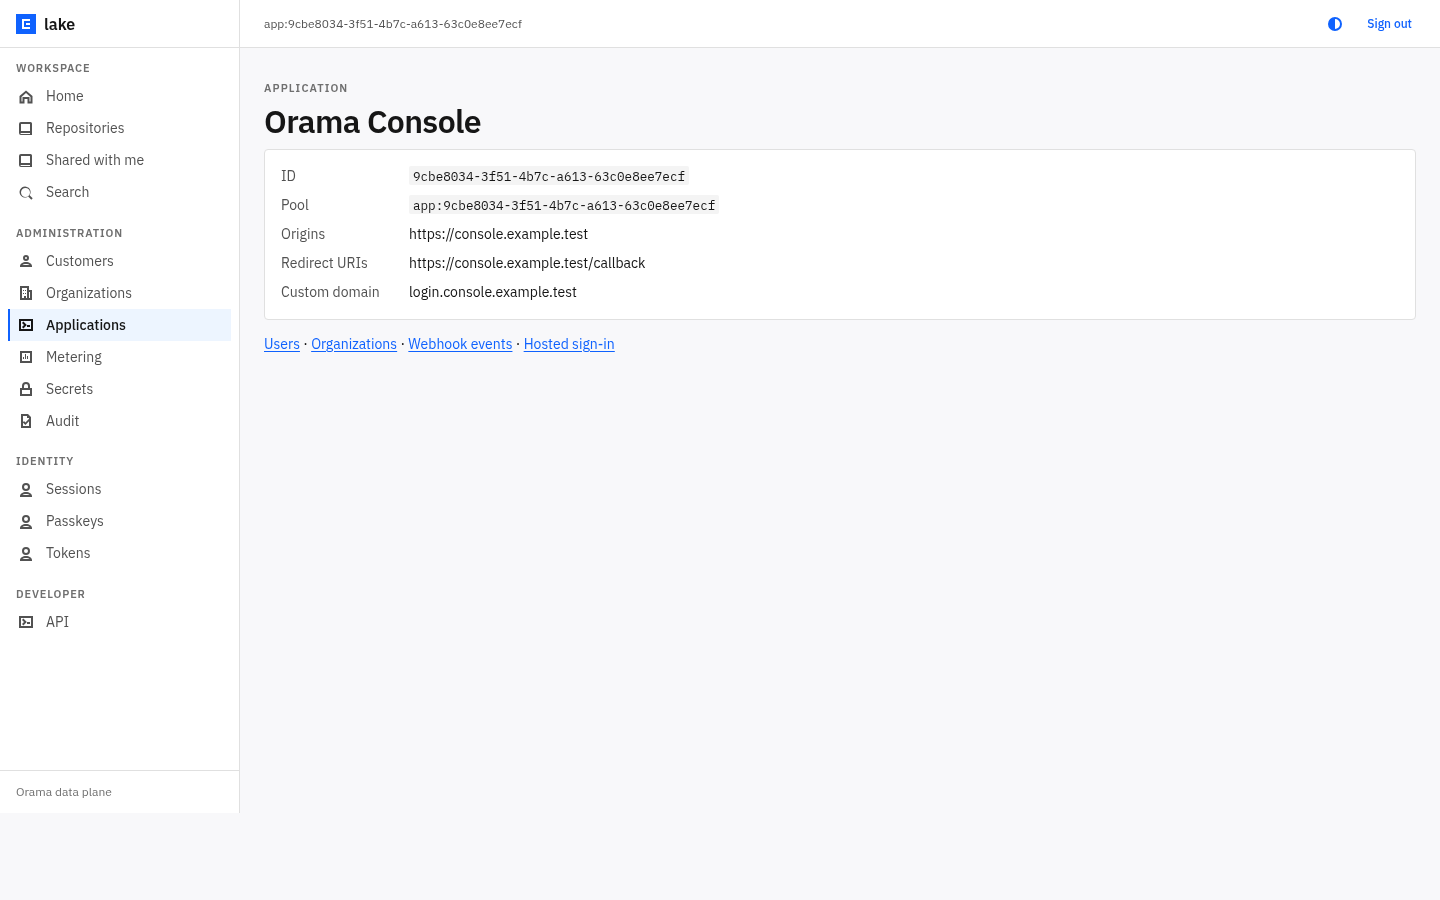 lake
app:9cbe8034-3f51-4b7c-a613-63c0e8ee7ecf
Sign out
WORKSPACE
Home
Repositories
Shared with me
Search
ADMINISTRATION
Customers
Organizations
Applications
Metering
Secrets
Audit
IDENTITY
Sessions
Passkeys
Tokens
DEVELOPER
API
Orama data plane
APPLICATION
Orama Console
ID 9cbe8034-3f51-4b7c-a613-63c0e8ee7ecf
Pool app:9cbe8034-3f51-4b7c-a613-63c0e8ee7ecf
Origins https://console.example.test
Redirect URIs https://console.example.test/callback
Custom domain login.console.example.test
Users · Organizations · Webhook events · Hosted sign-in